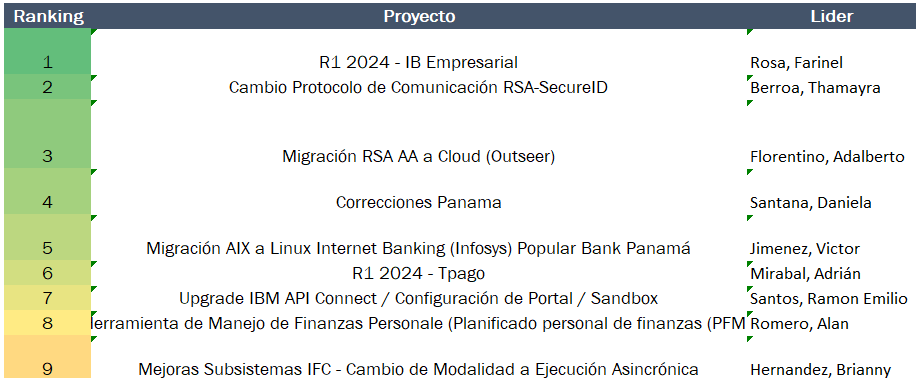 Ranking Proyecto Lider
1 R1 2024 - IB Empresarial Rosa, Farinel
2 Cambio Protocolo de Comunicación RSA-SecureID Berroa, Thamayra
3 Migración RSA AA a Cloud (Outseer) Florentino, Adalberto
4 Correcciones Panama Santana, Daniela
5 Migración AIX a Linux Internet Banking (Infosys) Popular Bank Panamá Jimenez, Victor
6 R1 2024 - Tpago Mirabal, Adrián
7 Upgrade IBM API Connect / Configuración de Portal / Sandbox Santos, Ramon Emilio
8 erramienta de Manejo de Finanzas Personale (Planificado personal de finanzas (PFM Romero, Alan
9 Mejoras Subsistemas IFC - Cambio de Modalidad a Ejecución Asincrónica Hernandez, Brianny